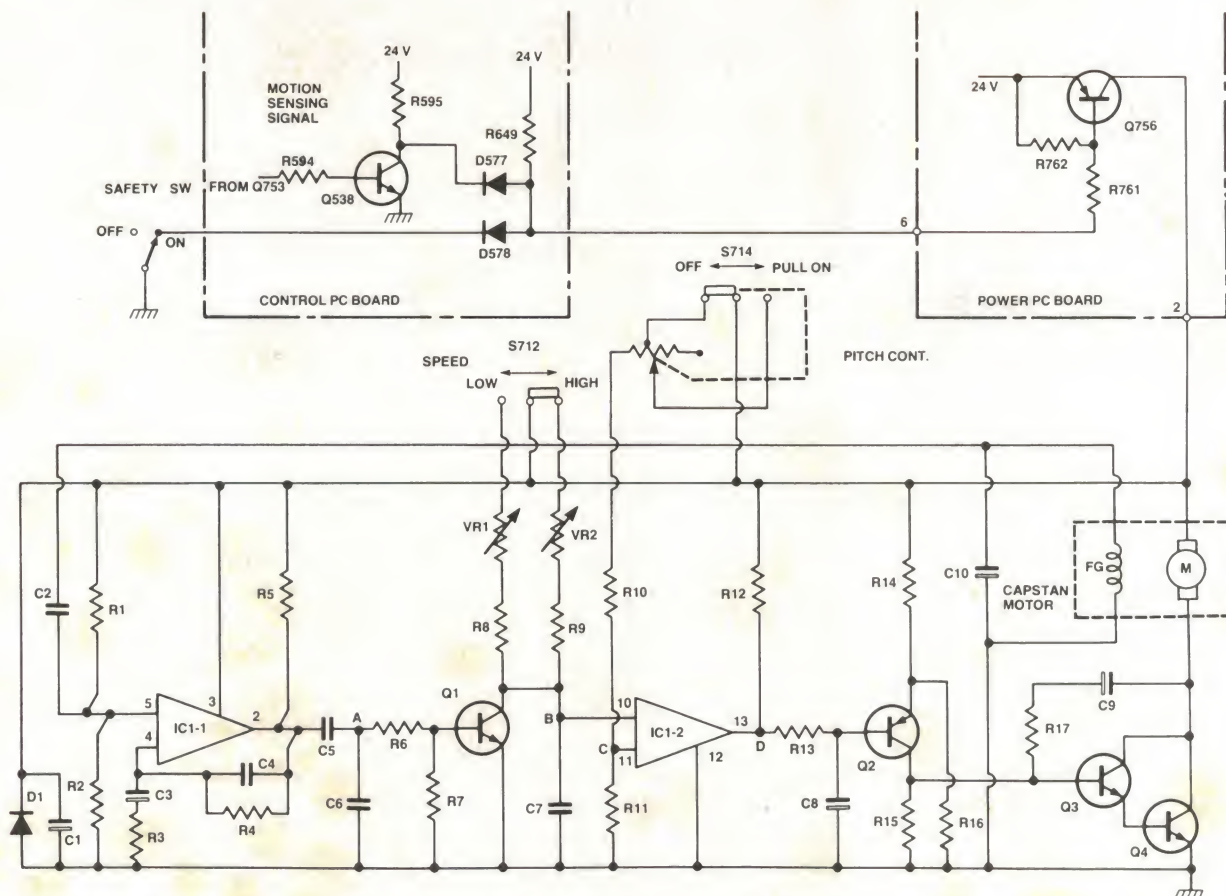 24 V
24 V
MOTION
SENSING
SIGNAL
R595
R649
R594
D577
SAFETY SW FROM Q753
Q538
OFF
ON
D578
CONTROL PC BOARD
24 V
Q756
R762
R761
6
POWER PC BOARD
2
S714
OFF PULL ON
PITCH CONT.
S712
SPEED
LOW HIGH
VR1
VR2
C2
R1
R5
R8
R9
R10
R12
R14
C10
FG
M
CAPSTAN
MOTOR
5
3
2
IC1-1
4
C5
A
R6
Q1
B
10
IC1-2
13
C
11
12
D
R13
Q2
R17
C9
D1
C1
R2
C3
R3
C4
R4
C6
R7
C7
R11
C8
R15
R16
Q3
Q4